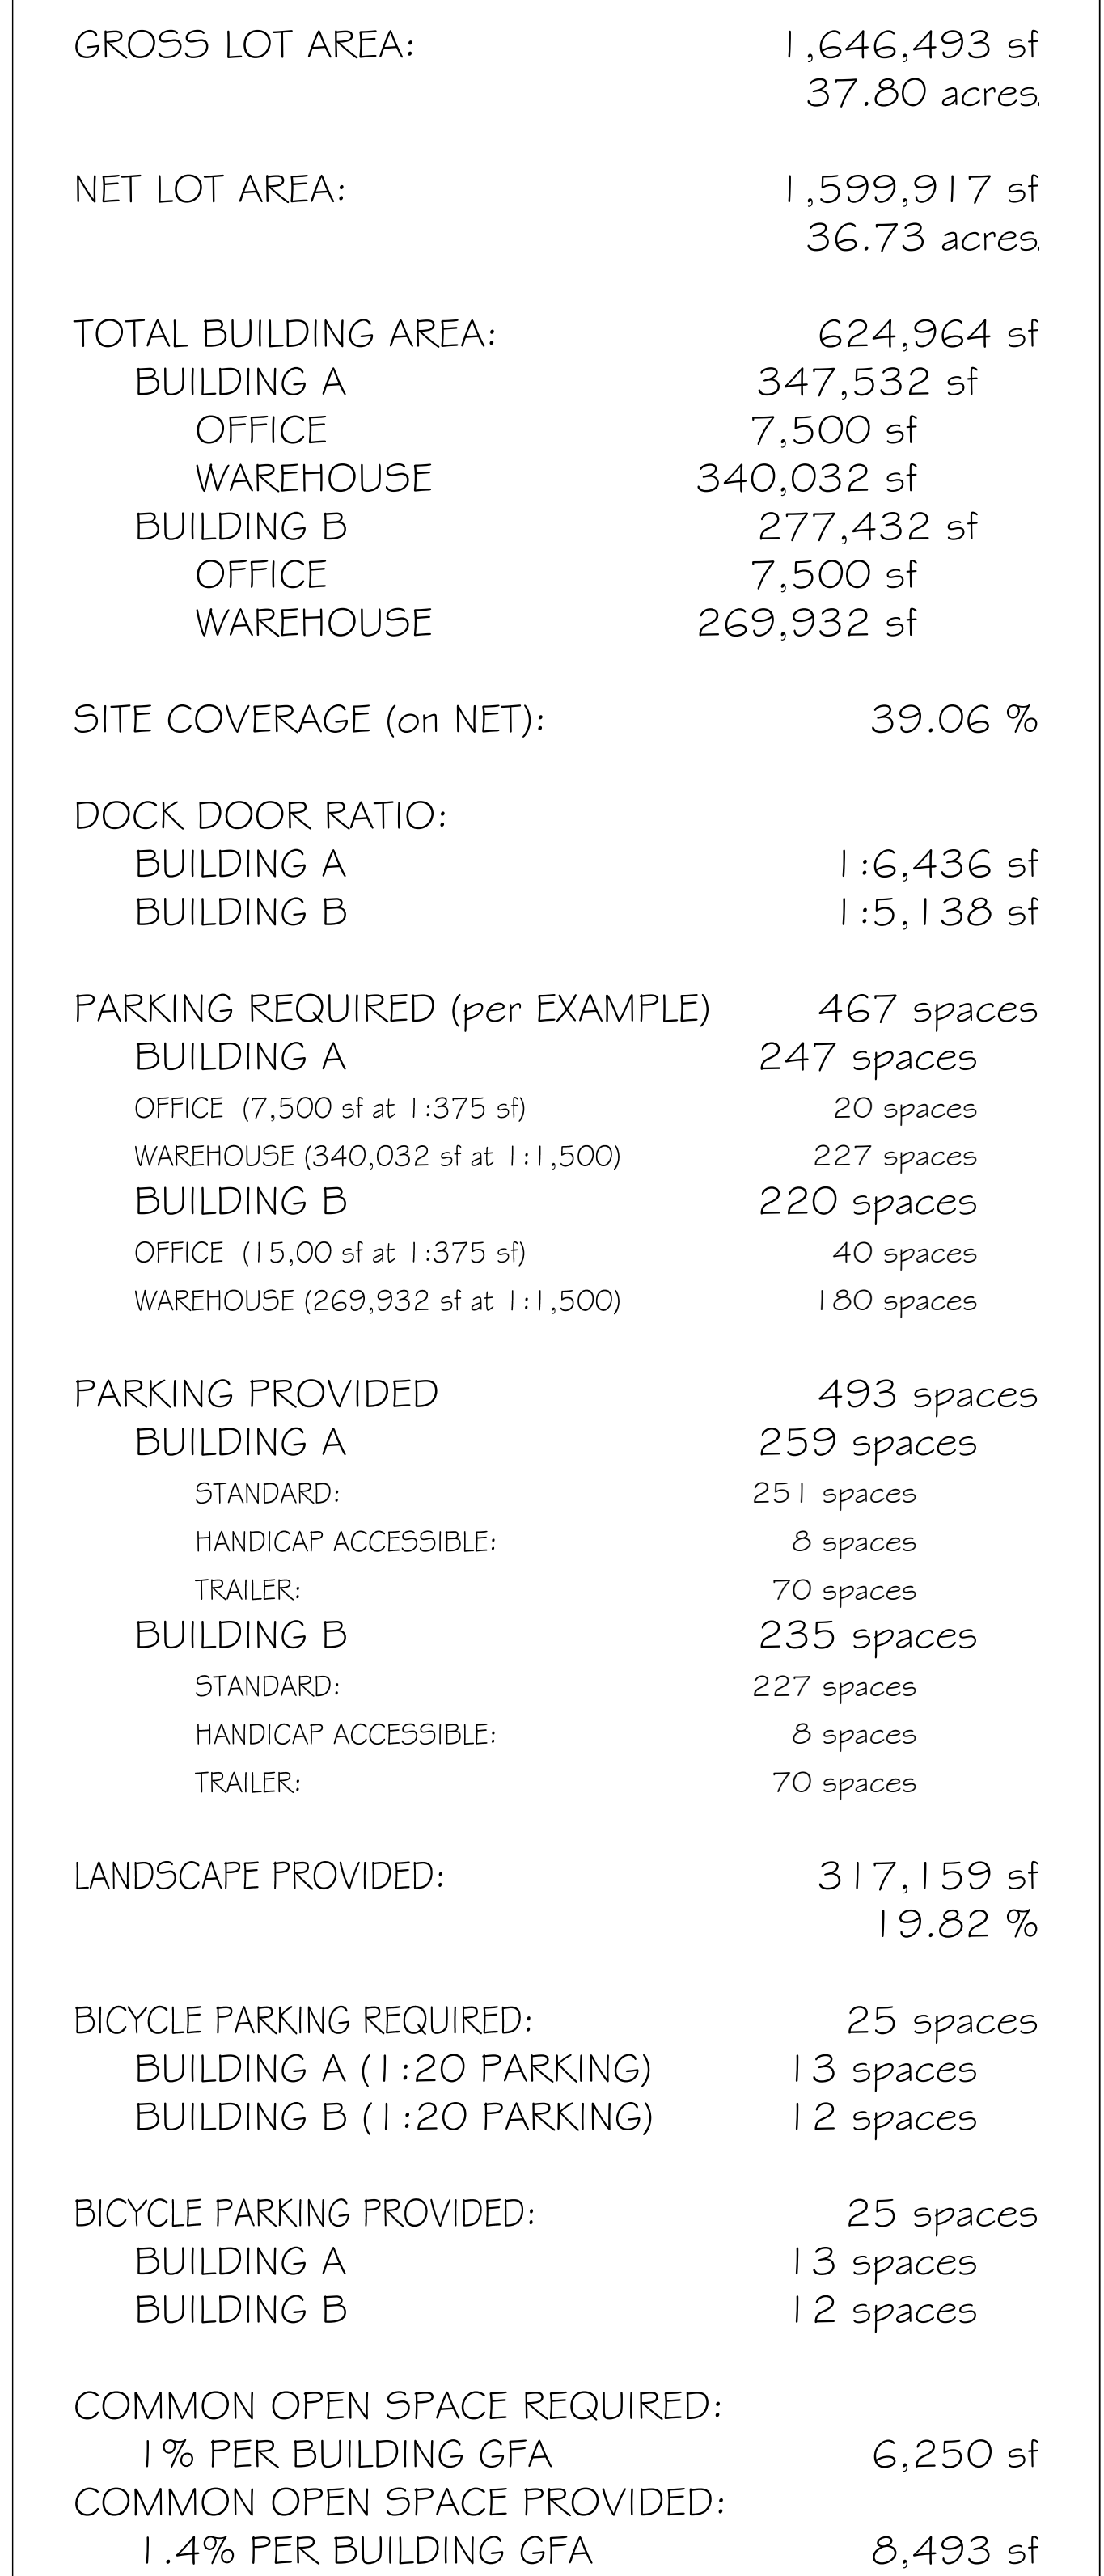 GROSS LOT AREA: 1,646,493 sf
37.80 acres
NET LOT AREA: 1,599,917 sf
36.73 acres
TOTAL BUILDING AREA: 624,964 sf
BUILDING A 347,532 sf
OFFICE 7,500 sf
WAREHOUSE 340,032 sf
BUILDING B 277,432 sf
OFFICE 7,500 sf
WAREHOUSE 269,932 sf
SITE COVERAGE (on NET): 39.06 %
DOCK DOOR RATIO:
BUILDING A 1:6,436 sf
BUILDING B 1:5,138 sf
PARKING REQUIRED (per EXAMPLE) 467 spaces
BUILDING A 247 spaces
OFFICE (7,500 sf at 1:375 sf) 20 spaces
WAREHOUSE (340,032 sf at 1:1,500) 227 spaces
BUILDING B 220 spaces
OFFICE (15,00 sf at 1:375 sf) 40 spaces
WAREHOUSE (269,932 sf at 1:1,500) 180 spaces
PARKING PROVIDED 493 spaces
BUILDING A 259 spaces
STANDARD: 251 spaces
HANDICAP ACCESSIBLE: 8 spaces
TRAILER: 70 spaces
BUILDING B 235 spaces
STANDARD: 227 spaces
HANDICAP ACCESSIBLE: 8 spaces
TRAILER: 70 spaces
LANDSCAPE PROVIDED: 317,159 sf
19.82 %
BICYCLE PARKING REQUIRED: 25 spaces
BUILDING A (1:20 PARKING) 13 spaces
BUILDING B (1:20 PARKING) 12 spaces
BICYCLE PARKING PROVIDED: 25 spaces
BUILDING A 13 spaces
BUILDING B 12 spaces
COMMON OPEN SPACE REQUIRED:
1% PER BUILDING GFA 6,250 sf
COMMON OPEN SPACE PROVIDED:
1.4% PER BUILDING GFA 8,493 sf